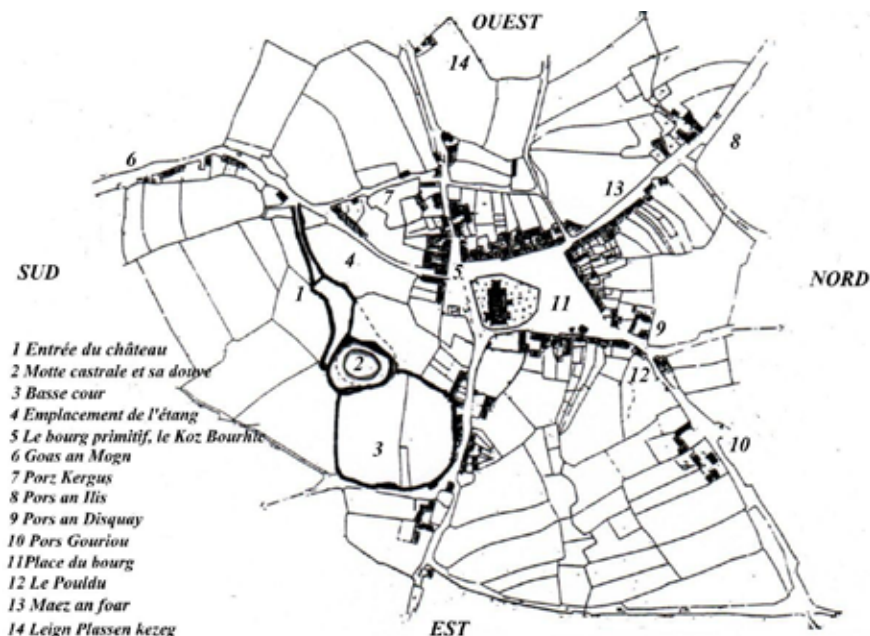 OUEST
14
6
8
13
7
SUD
4
5
NORD
1
11
9
2
12
3
10
EST
1 Entrée du château
2 Motte castrale et sa douve
3 Basse cour
4 Emplacement de l'étang
5 Le bourg primitif, le Koz Bourhic
6 Goas an Mogn
7 Porz Kergus
8 Pors an Ilis
9 Pors an Disquay
10 Pors Gouriou
11Place du bourg
12 Le Pouldu
13 Maez an foar
14 Leign Plassen kezeg